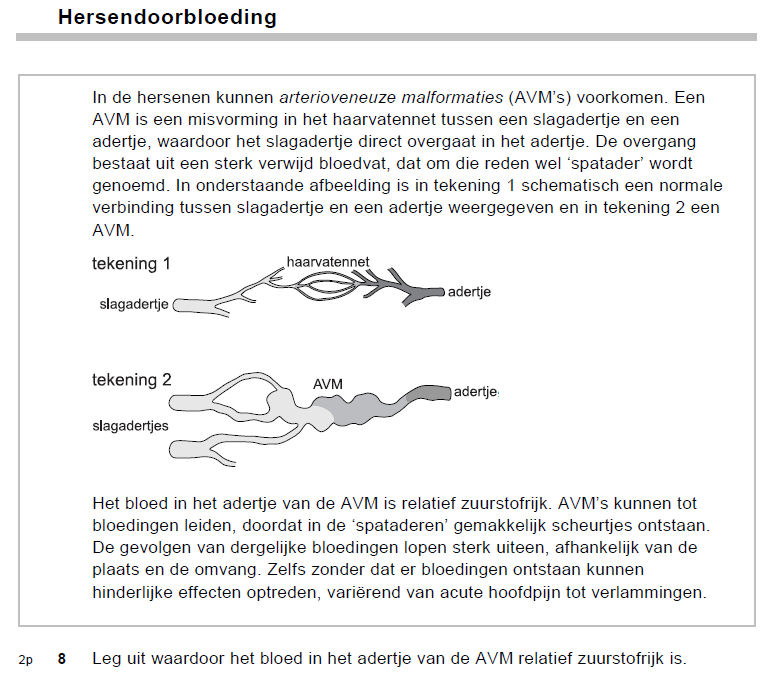 Hersendoorbloeding
In de hersenen kunnen arterioveneuze malformaties (AVM's) voorkomen. Een
AVM is een misvorming in het haarvatennet tussen een slagadertje en een
adertje, waardoor het slagadertje direct overgaat in het adertje. De overgang
bestaat uit een sterk verwijd bloedvat, dat om die reden wel ‘spatader’ wordt
genoemd. In onderstaande afbeelding is in tekening 1 schematisch een normale
verbinding tussen slagadertje en een adertje weergegeven en in tekening 2 een
AVM.
tekening 1
haarvatennet
slagadertje
adertje
tekening 2
AVM
adertje
slagadertjes
Het bloed in het adertje van de AVM is relatief zuurstofrijk. AVM's kunnen tot
bloedingen leiden, doordat in de ‘spataderen’ gemakkelijk scheurtjes ontstaan.
De gevolgen van dergelijke bloedingen lopen sterk uiteen, afhankelijk van de
plaats en de omvang. Zelfs zonder dat er bloedingen ontstaan kunnen
hinderlijke effecten optreden, variërend van acute hoofdpijn tot verlammingen.
2p 8 Leg uit waardoor het bloed in het adertje van de AVM relatief zuurstofrijk is.